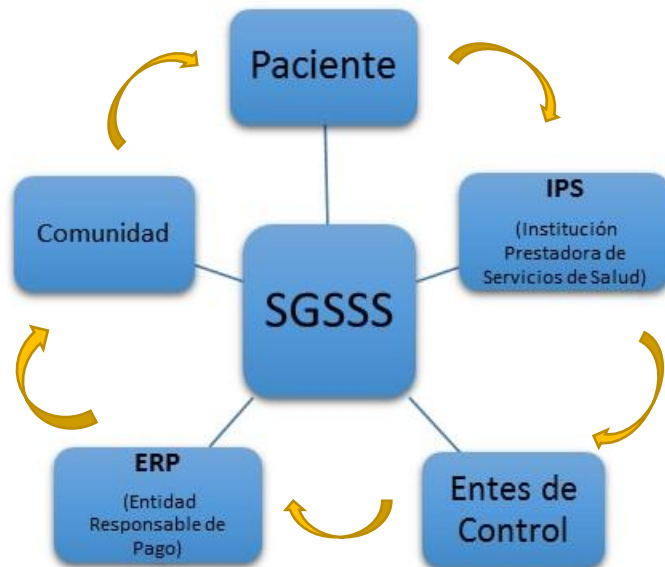 Paciente
IPS
(Institución
Prestadora de
Servicios de Salud)
Comunidad
SGSSS
ERP
(Entidad
Responsable de
Pago)
Entes de
Control